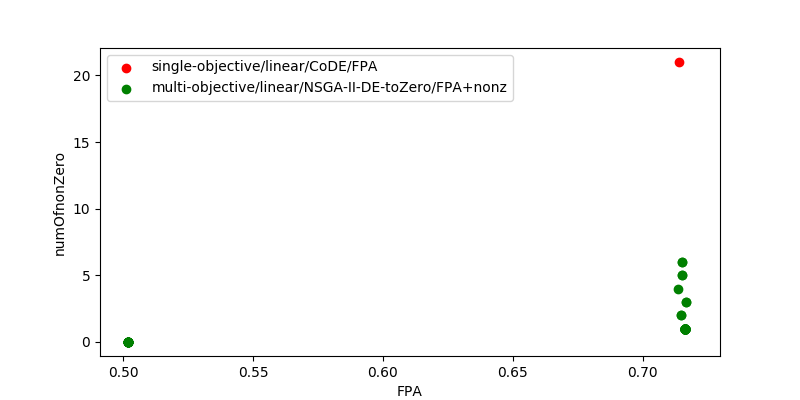 single-objective/linear/CoDE/FPA
multi-objective/linear/NSGA-II-DE-toZero/FPA+nonz
numOfnonZero
20
15
10
5
0
0.50 0.55 0.60 0.65 0.70
FPA